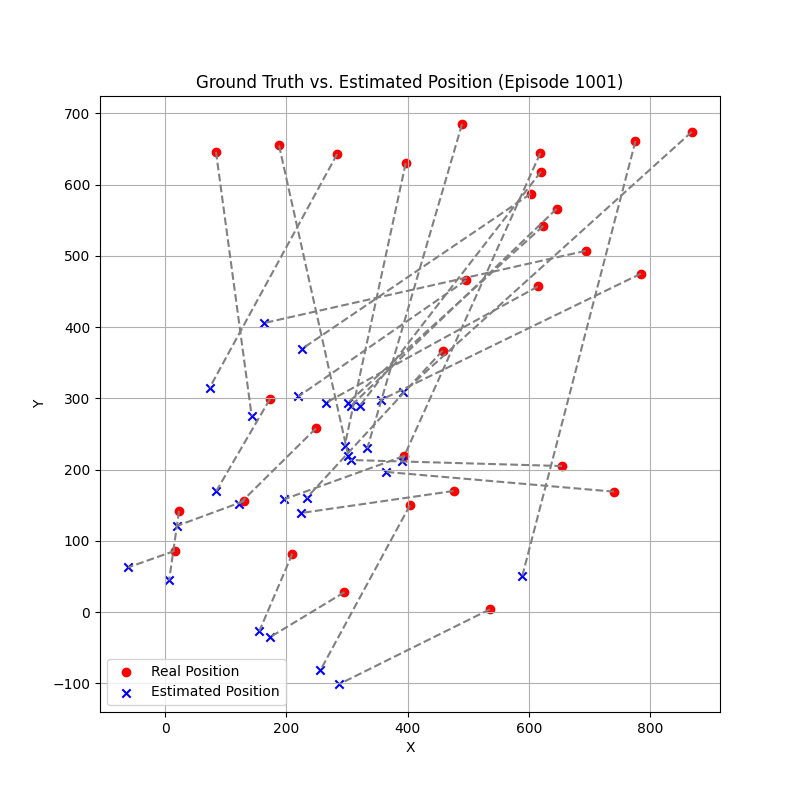 Ground Truth vs. Estimated Position (Episode 1001)
700
600
500
400
300
200
100
0
−100
Y
Real Position
Estimated Position
0 200 400 600 800
X